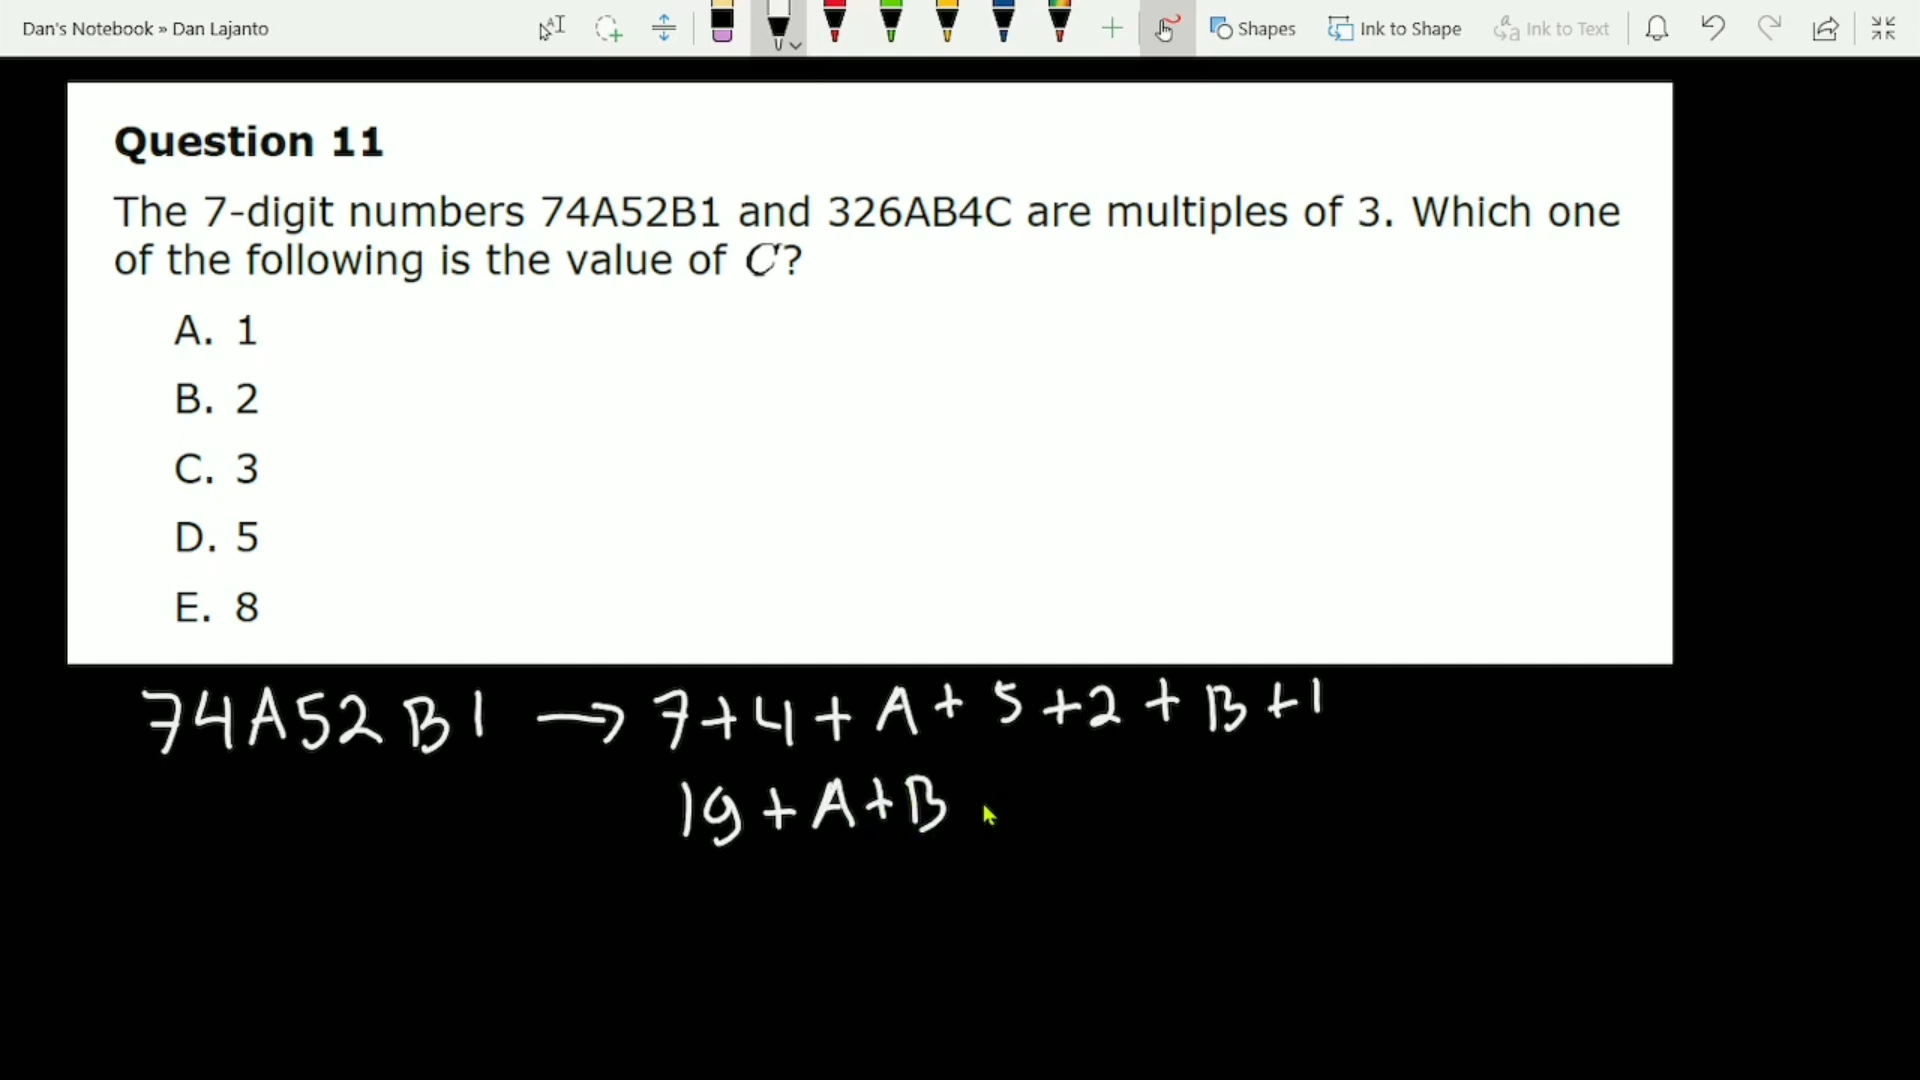 Dan's Notebook » Dan Lajanto
Shapes
Ink to Shape
Ink to Text
Question 11
The 7-digit numbers 74A52B1 and 326AB4C are multiples of 3. Which one
of the following is the value of C?
A. 1
B. 2
C. 3
D. 5
E. 8
74A52B1 → 7+4+A+5+2+B+1
19+A+B